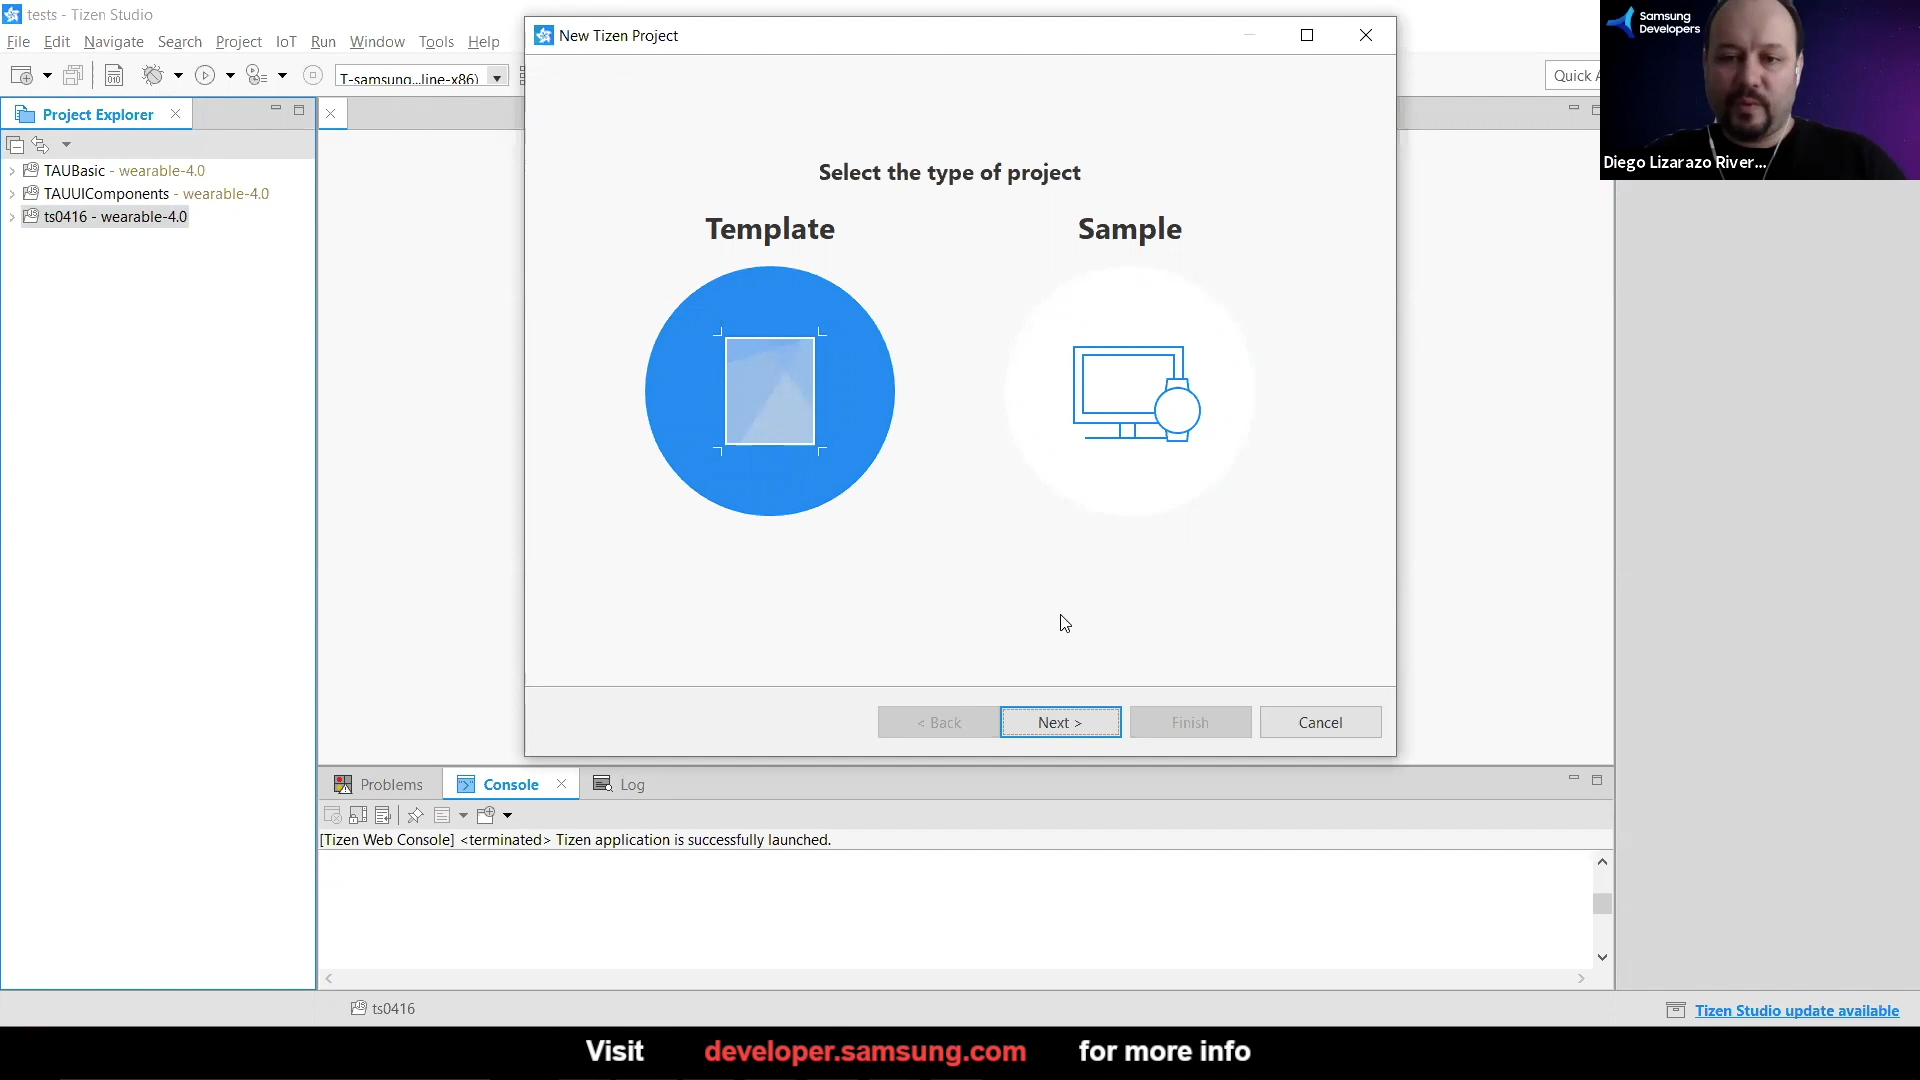 tests - Tizen Studio
File Edit Navigate Search Project IoT Run Window Tools Help
T-samsung...line-x86)
Quick A
Project Explorer
TAUBasic - wearable-4.0
TAUUIComponents - wearable-4.0
ts0416 - wearable-4.0
New Tizen Project
Select the type of project
Template
Sample
< Back
Next >
Finish
Cancel
Samsung
Developers
Diego Lizarazo River...
Problems
Console
Log
[Tizen Web Console] <terminated> Tizen application is successfully launched.
ts0416
Tizen Studio update available
Visit developer.samsung.com for more info